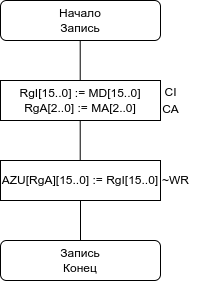 Начало
Запись
RgI[15..0] := MD[15..0] CI
RgA[2..0] := MA[2..0] CA
AZU[RgA][15..0] := RgI[15..0] ~WR
Запись
Конец